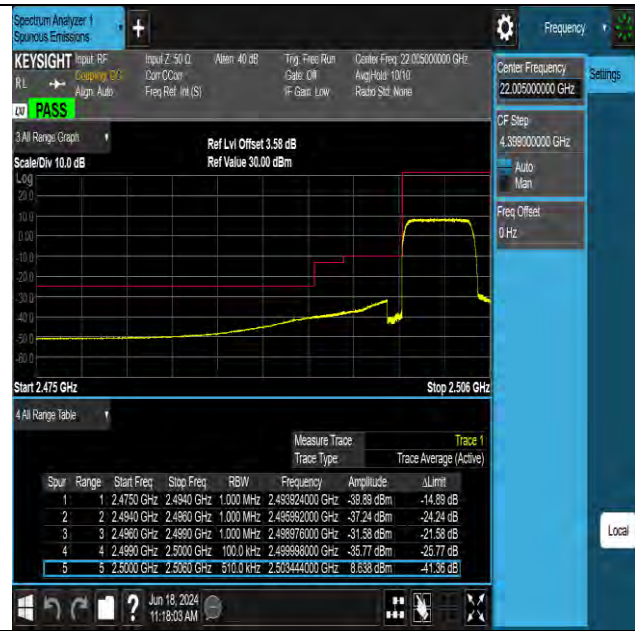 Spectrum Analyzer 1
Spurious Emissions
Frequency
KEYSIGHT Input: RF Input Z: 50 Ω Atten: 40 dB Trig: Free Run Center Freq: 22.005000000 GHz
RL Coupling: DC Corr CCorr Gate: Off Avg|Hold: 10/10
Align: Auto Freq Ref: Int (S) IF Gain: Low Radio Std: None
PASS
Center Frequency
22.005000000 GHz
Settings
CF Step
4.399000000 GHz
Auto
Man
Freq Offset
0 Hz
3 All Range Graph
Ref Lvl Offset 3.58 dB
Scale/Div 10.0 dB Ref Value 30.00 dBm
Log
20.0
10.0
0.00
-10.0
-20.0
-30.0
-40.0
-50.0
-60.0
Start 2.475 GHz Stop 2.506 GHz
4 All Range Table
Measure Trace Trace 1
Trace Type Trace Average (Active)
Spur Range Start Freq Stop Freq RBW Frequency Amplitude ΔLimit
1 1 2.4750 GHz 2.4940 GHz 1.000 MHz 2.493924000 GHz -39.89 dBm -14.89 dB
2 2 2.4940 GHz 2.4960 GHz 1.000 MHz 2.495992000 GHz -37.24 dBm -24.24 dB
3 3 2.4960 GHz 2.4990 GHz 1.000 MHz 2.498976000 GHz -31.58 dBm -21.58 dB
4 4 2.4990 GHz 2.5000 GHz 100.0 kHz 2.499998000 GHz -35.77 dBm -25.77 dB
5 5 2.5000 GHz 2.5060 GHz 510.0 kHz 2.503444000 GHz 8.638 dBm -41.36 dB
Local
Jun 18, 2024
11:18:03 AM